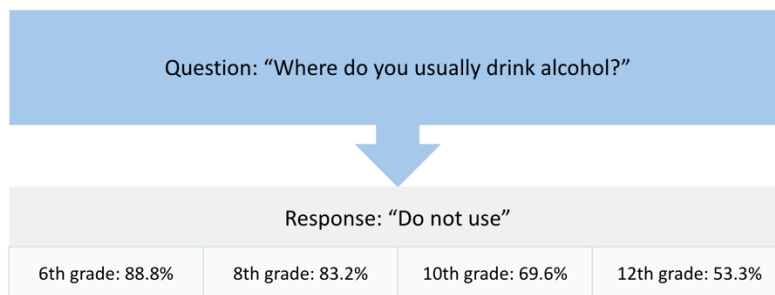 Question: “Where do you usually drink alcohol?”
Response: “Do not use”
6th grade: 88.8%
8th grade: 83.2%
10th grade: 69.6%
12th grade: 53.3%